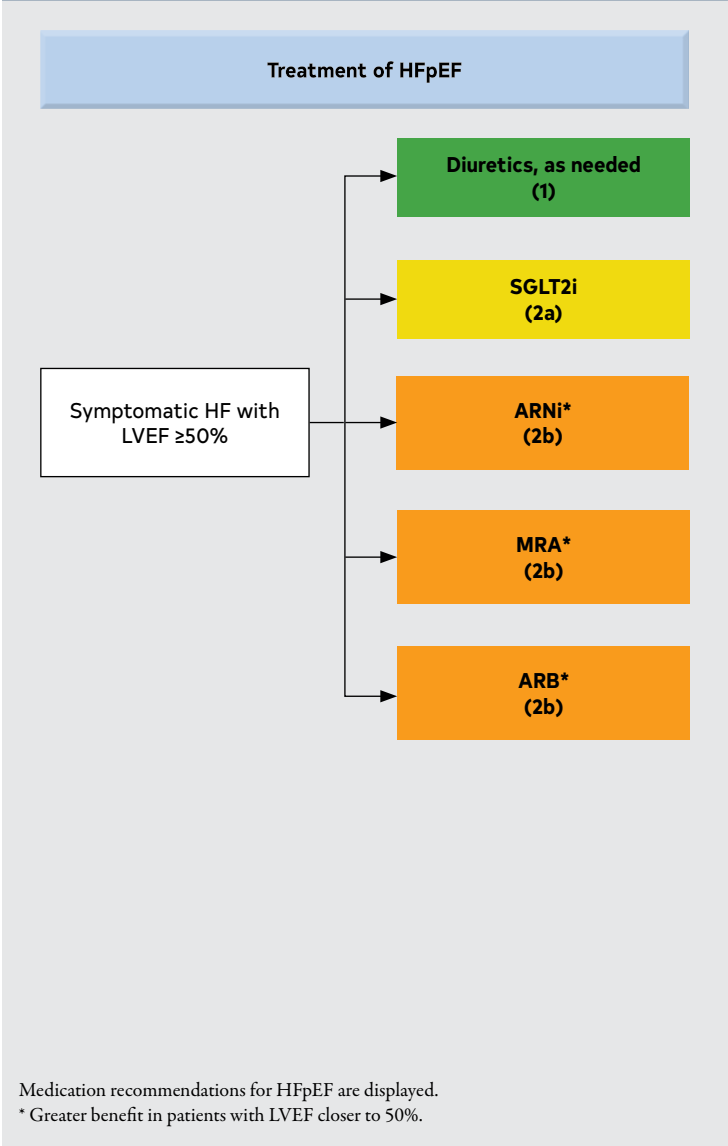 Treatment of HFpEF
Diuretics, as needed
(1)
SGLT2i
(2a)
Symptomatic HF with
LVEF ≥50%
ARNi*
(2b)
MRA*
(2b)
ARB*
(2b)
Medication recommendations for HFpEF are displayed.
* Greater benefit in patients with LVEF closer to 50%.